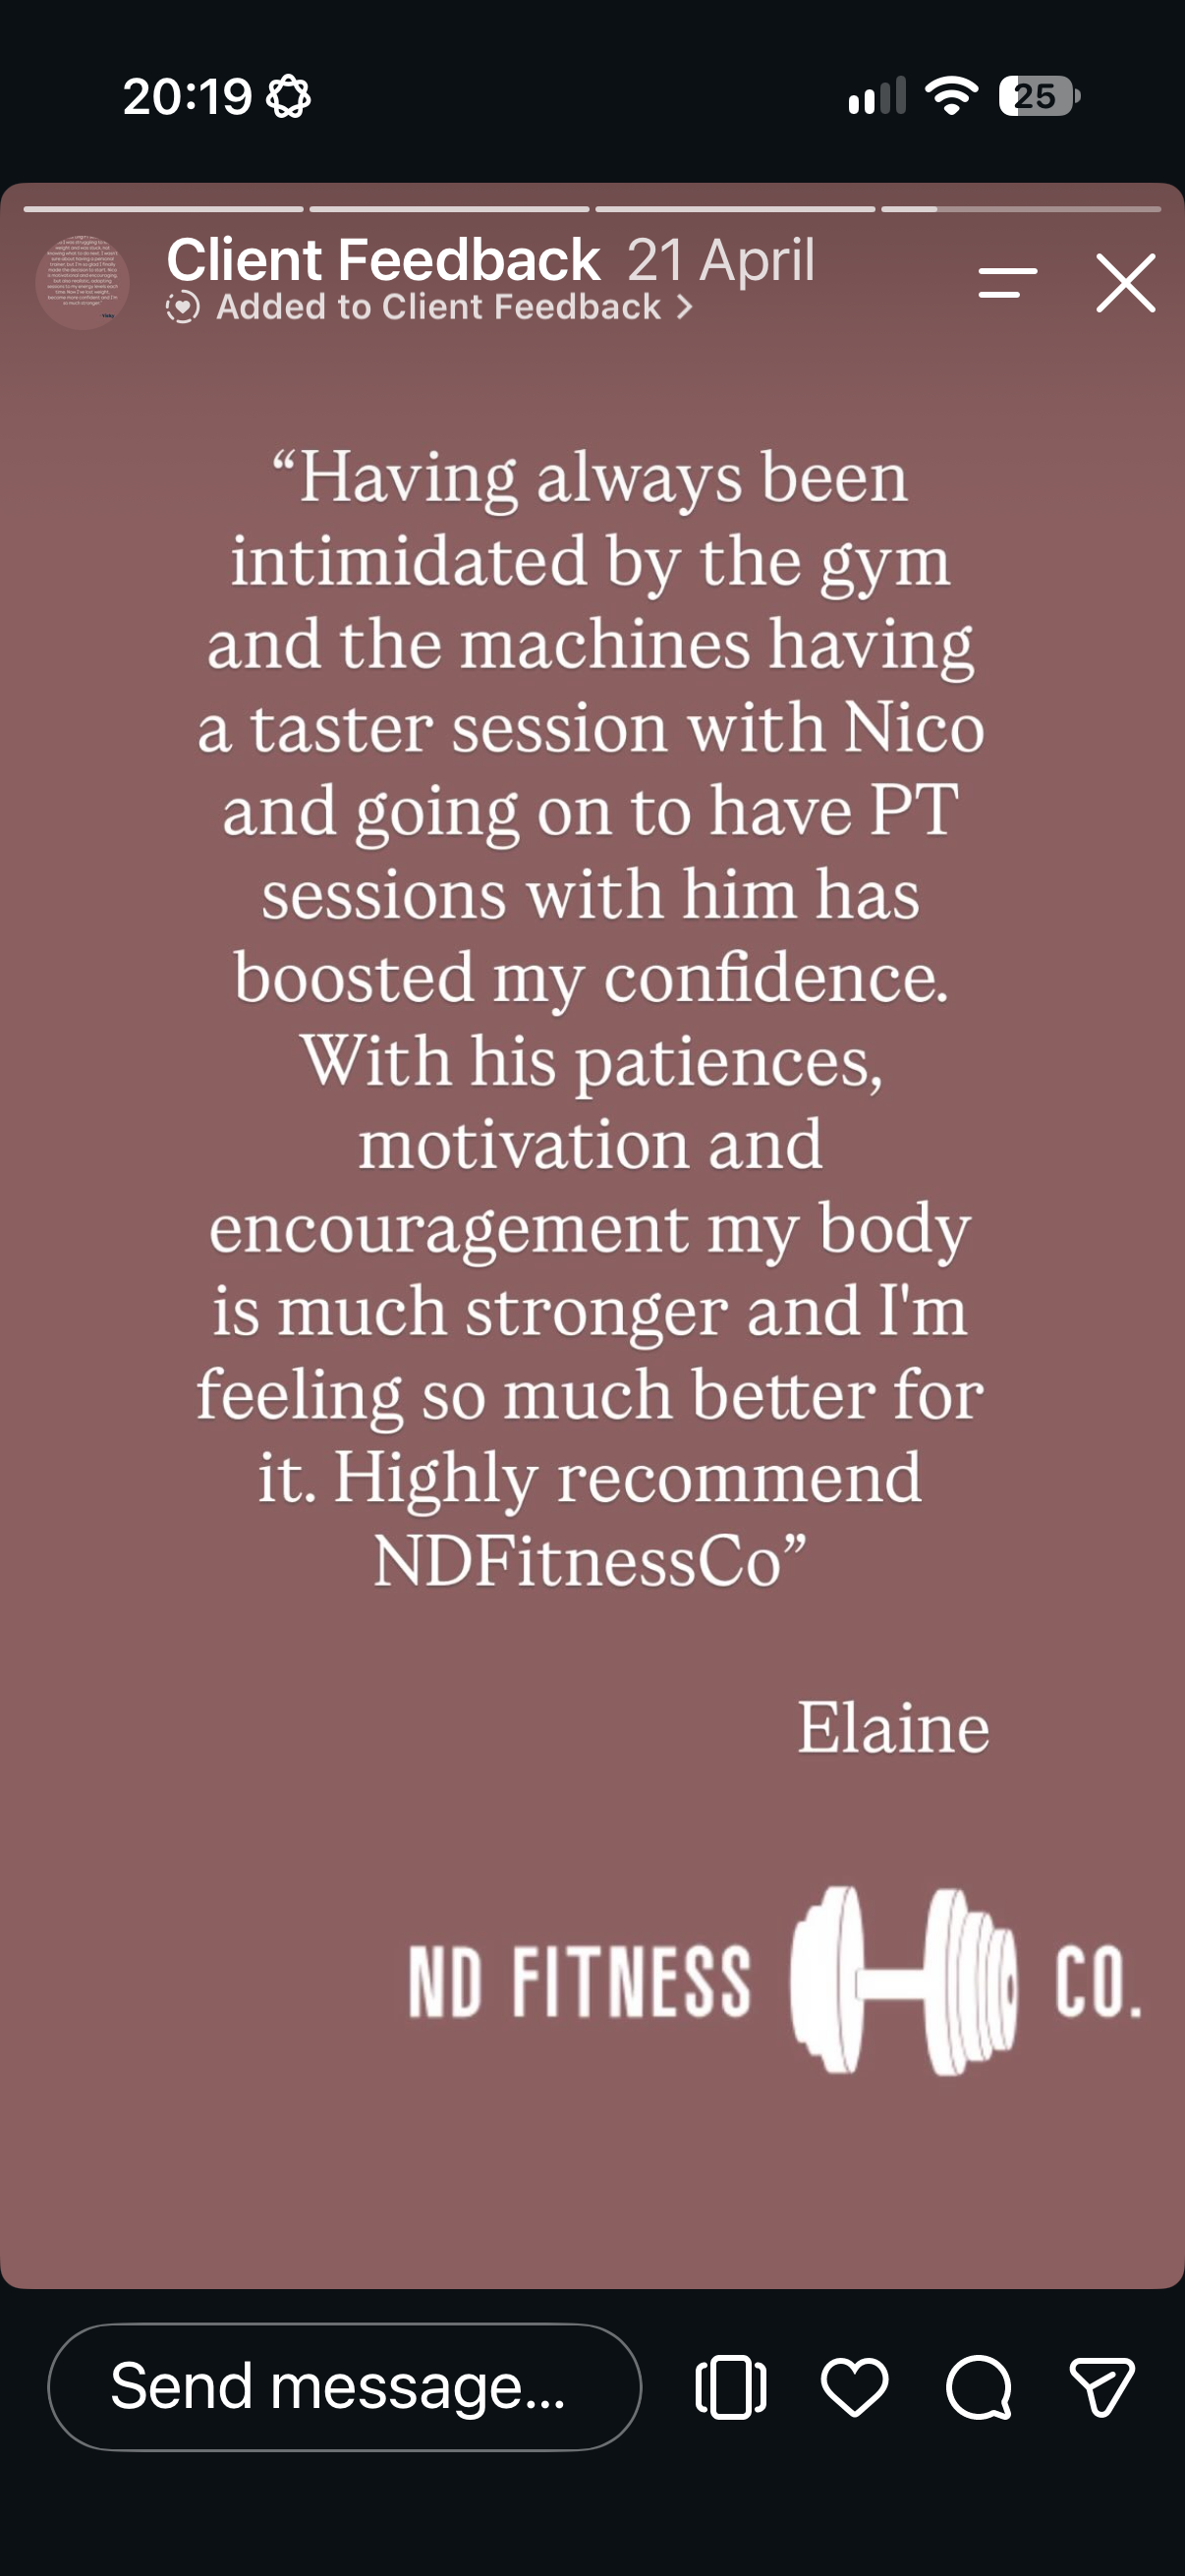 20:19
25
Client Feedback 21 April
Added to Client Feedback >
“Having always been
intimidated by the gym
and the machines having
a taster session with Nico
and going on to have PT
sessions with him has
boosted my confidence.
With his patiences,
motivation and
encouragement my body
is much stronger and I'm
feeling so much better for
it. Highly recommend
NDFitnessCo”
Elaine
ND FITNESS CO.
Send message...